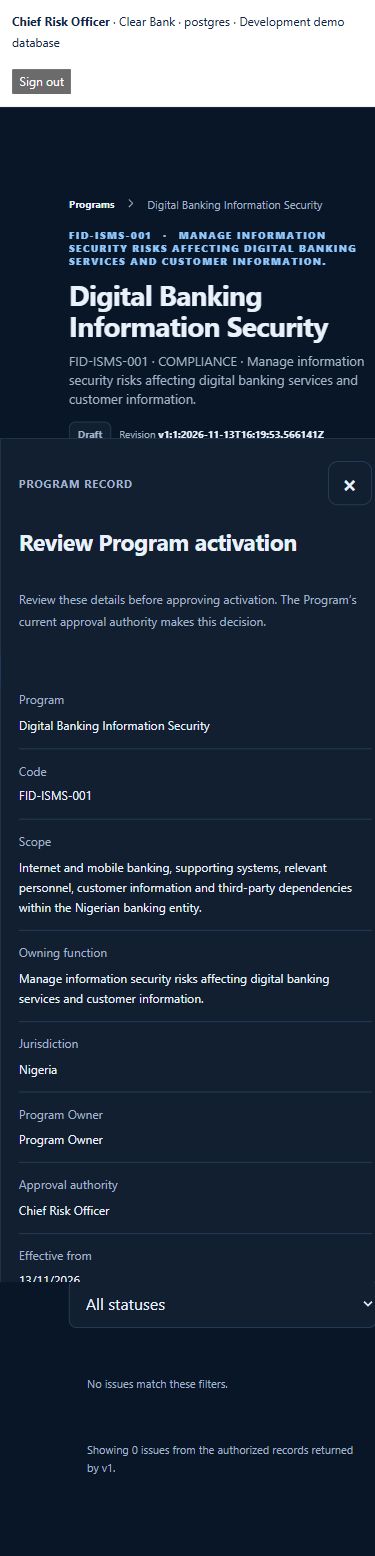 Chief Risk Officer · Clear Bank · postgres · Development demo
database
Sign out
Programs > Digital Banking Information Security
FID-ISMS-001 · MANAGE INFORMATION
SECURITY RISKS AFFECTING DIGITAL BANKING
SERVICES AND CUSTOMER INFORMATION.
Digital Banking
Information Security
FID-ISMS-001 · COMPLIANCE · Manage information
security risks affecting digital banking services and
customer information.
Draft Revision v1:1:2026-11-13T16:19:53.566141Z
PROGRAM RECORD
×
Review Program activation
Review these details before approving activation. The Program's
current approval authority makes this decision.
Program
Digital Banking Information Security
Code
FID-ISMS-001
Scope
Internet and mobile banking, supporting systems, relevant
personnel, customer information and third-party dependencies
within the Nigerian banking entity.
Owning function
Manage information security risks affecting digital banking
services and customer information.
Jurisdiction
Nigeria
Program Owner
Program Owner
Approval authority
Chief Risk Officer
Effective from
13/11/2026
All statuses
No issues match these filters.
Showing 0 issues from the authorized records returned
by v1.